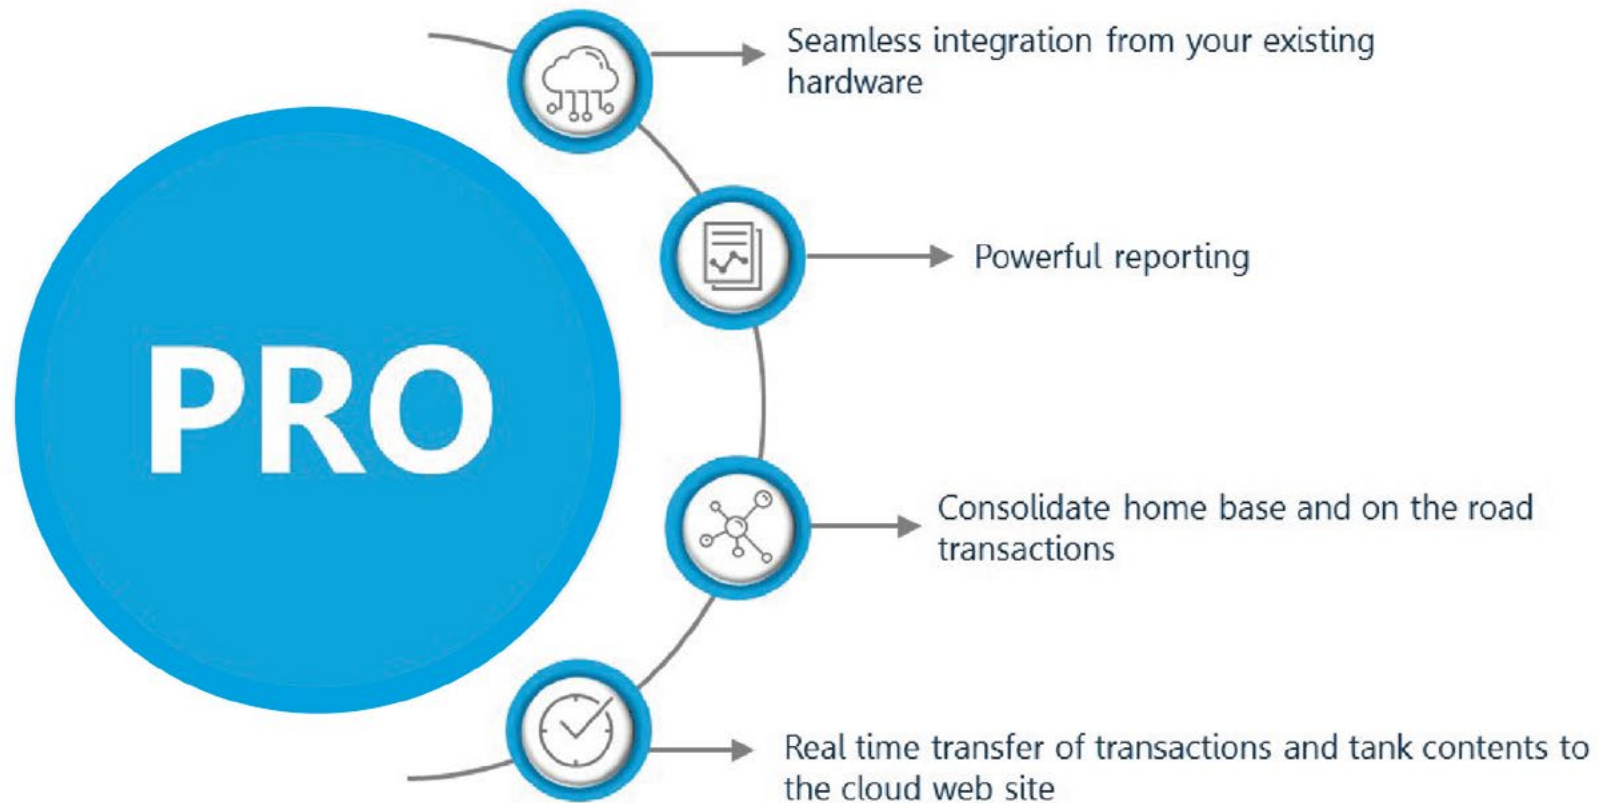 Seamless integration from your existing
hardware
Powerful reporting
PRO
Consolidate home base and on the road
transactions
Real time transfer of transactions and tank contents to
the cloud web site